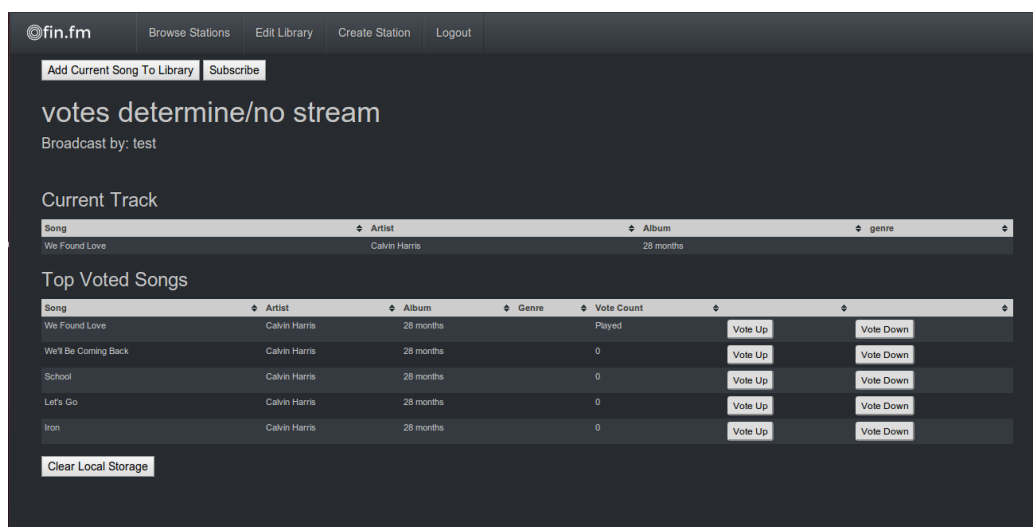 fin.fm Browse Stations Edit Library Create Station Logout
Add Current Song To Library Subscribe
votes determine/no stream
Broadcast by: test
Current Track
Song Artist Album genre
We Found Love Calvin Harris 28 months
Top Voted Songs
Song Artist Album Genre Vote Count
We Found Love Calvin Harris 28 months Played Vote Up Vote Down
We'll Be Coming Back Calvin Harris 28 months 0 Vote Up Vote Down
School Calvin Harris 28 months 0 Vote Up Vote Down
Let's Go Calvin Harris 28 months 0 Vote Up Vote Down
Iron Calvin Harris 28 months 0 Vote Up Vote Down
Clear Local Storage